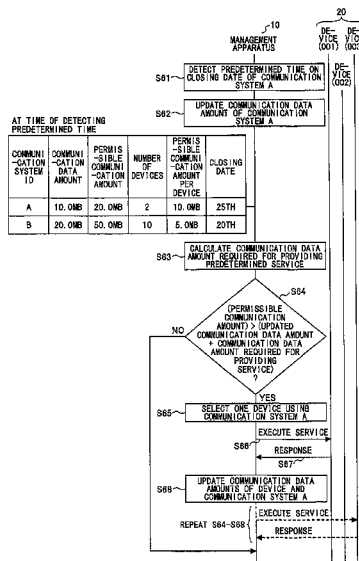 20
10
MANAGEMENT
APPARATUS
DE-
VICE
(001)
DE-
VICE
(002)
DE-
VICE
(003)
S61
DETECT PREDETERMINED TIME ON
CLOSING DATE OF COMMUNICATION
SYSTEM A
S62
UPDATE COMMUNICATION DATA
AMOUNT OF COMMUNICATION
SYSTEM A
AT TIME OF DETECTING
PREDETERMINED TIME
COMMUNI-
-CATION
SYSTEM
ID
COMMUNI-
-CATION
DATA
AMOUNT
PERMIS-
-SIBLE
COMMUNI-
-CATION
AMOUNT
NUMBER
OF
DEVICES
PERMIS-
-SIBLE
COMMUNI-
-CATION
AMOUNT
PER
DEVICE
CLOSING
DATE
A 10.0MB 20.0MB 2 10.0MB 25TH
B 20.0MB 50.0MB 10 5.0MB 20TH
S63
CALCULATE COMMUNICATION DATA
AMOUNT REQUIRED FOR PROVIDING
PREDETERMINED SERVICE
S64
(PERMISSIBLE
COMMUNICATION
AMOUNT) > (UPDATED
COMMUNICATION DATA AMOUNT
+ COMMUNICATION DATA
AMOUNT REQUIRED FOR
PROVIDING
SERVICE)
?
NO
YES
S65
SELECT ONE DEVICE USING
COMMUNICATION SYSTEM A
EXECUTE SERVICE
S66
RESPONSE
S67
S68
UPDATE COMMUNICATION DATA
AMOUNTS OF DEVICE AND
COMMUNICATION SYSTEM A
REPEAT S64-S68
EXECUTE SERVICE
RESPONSE